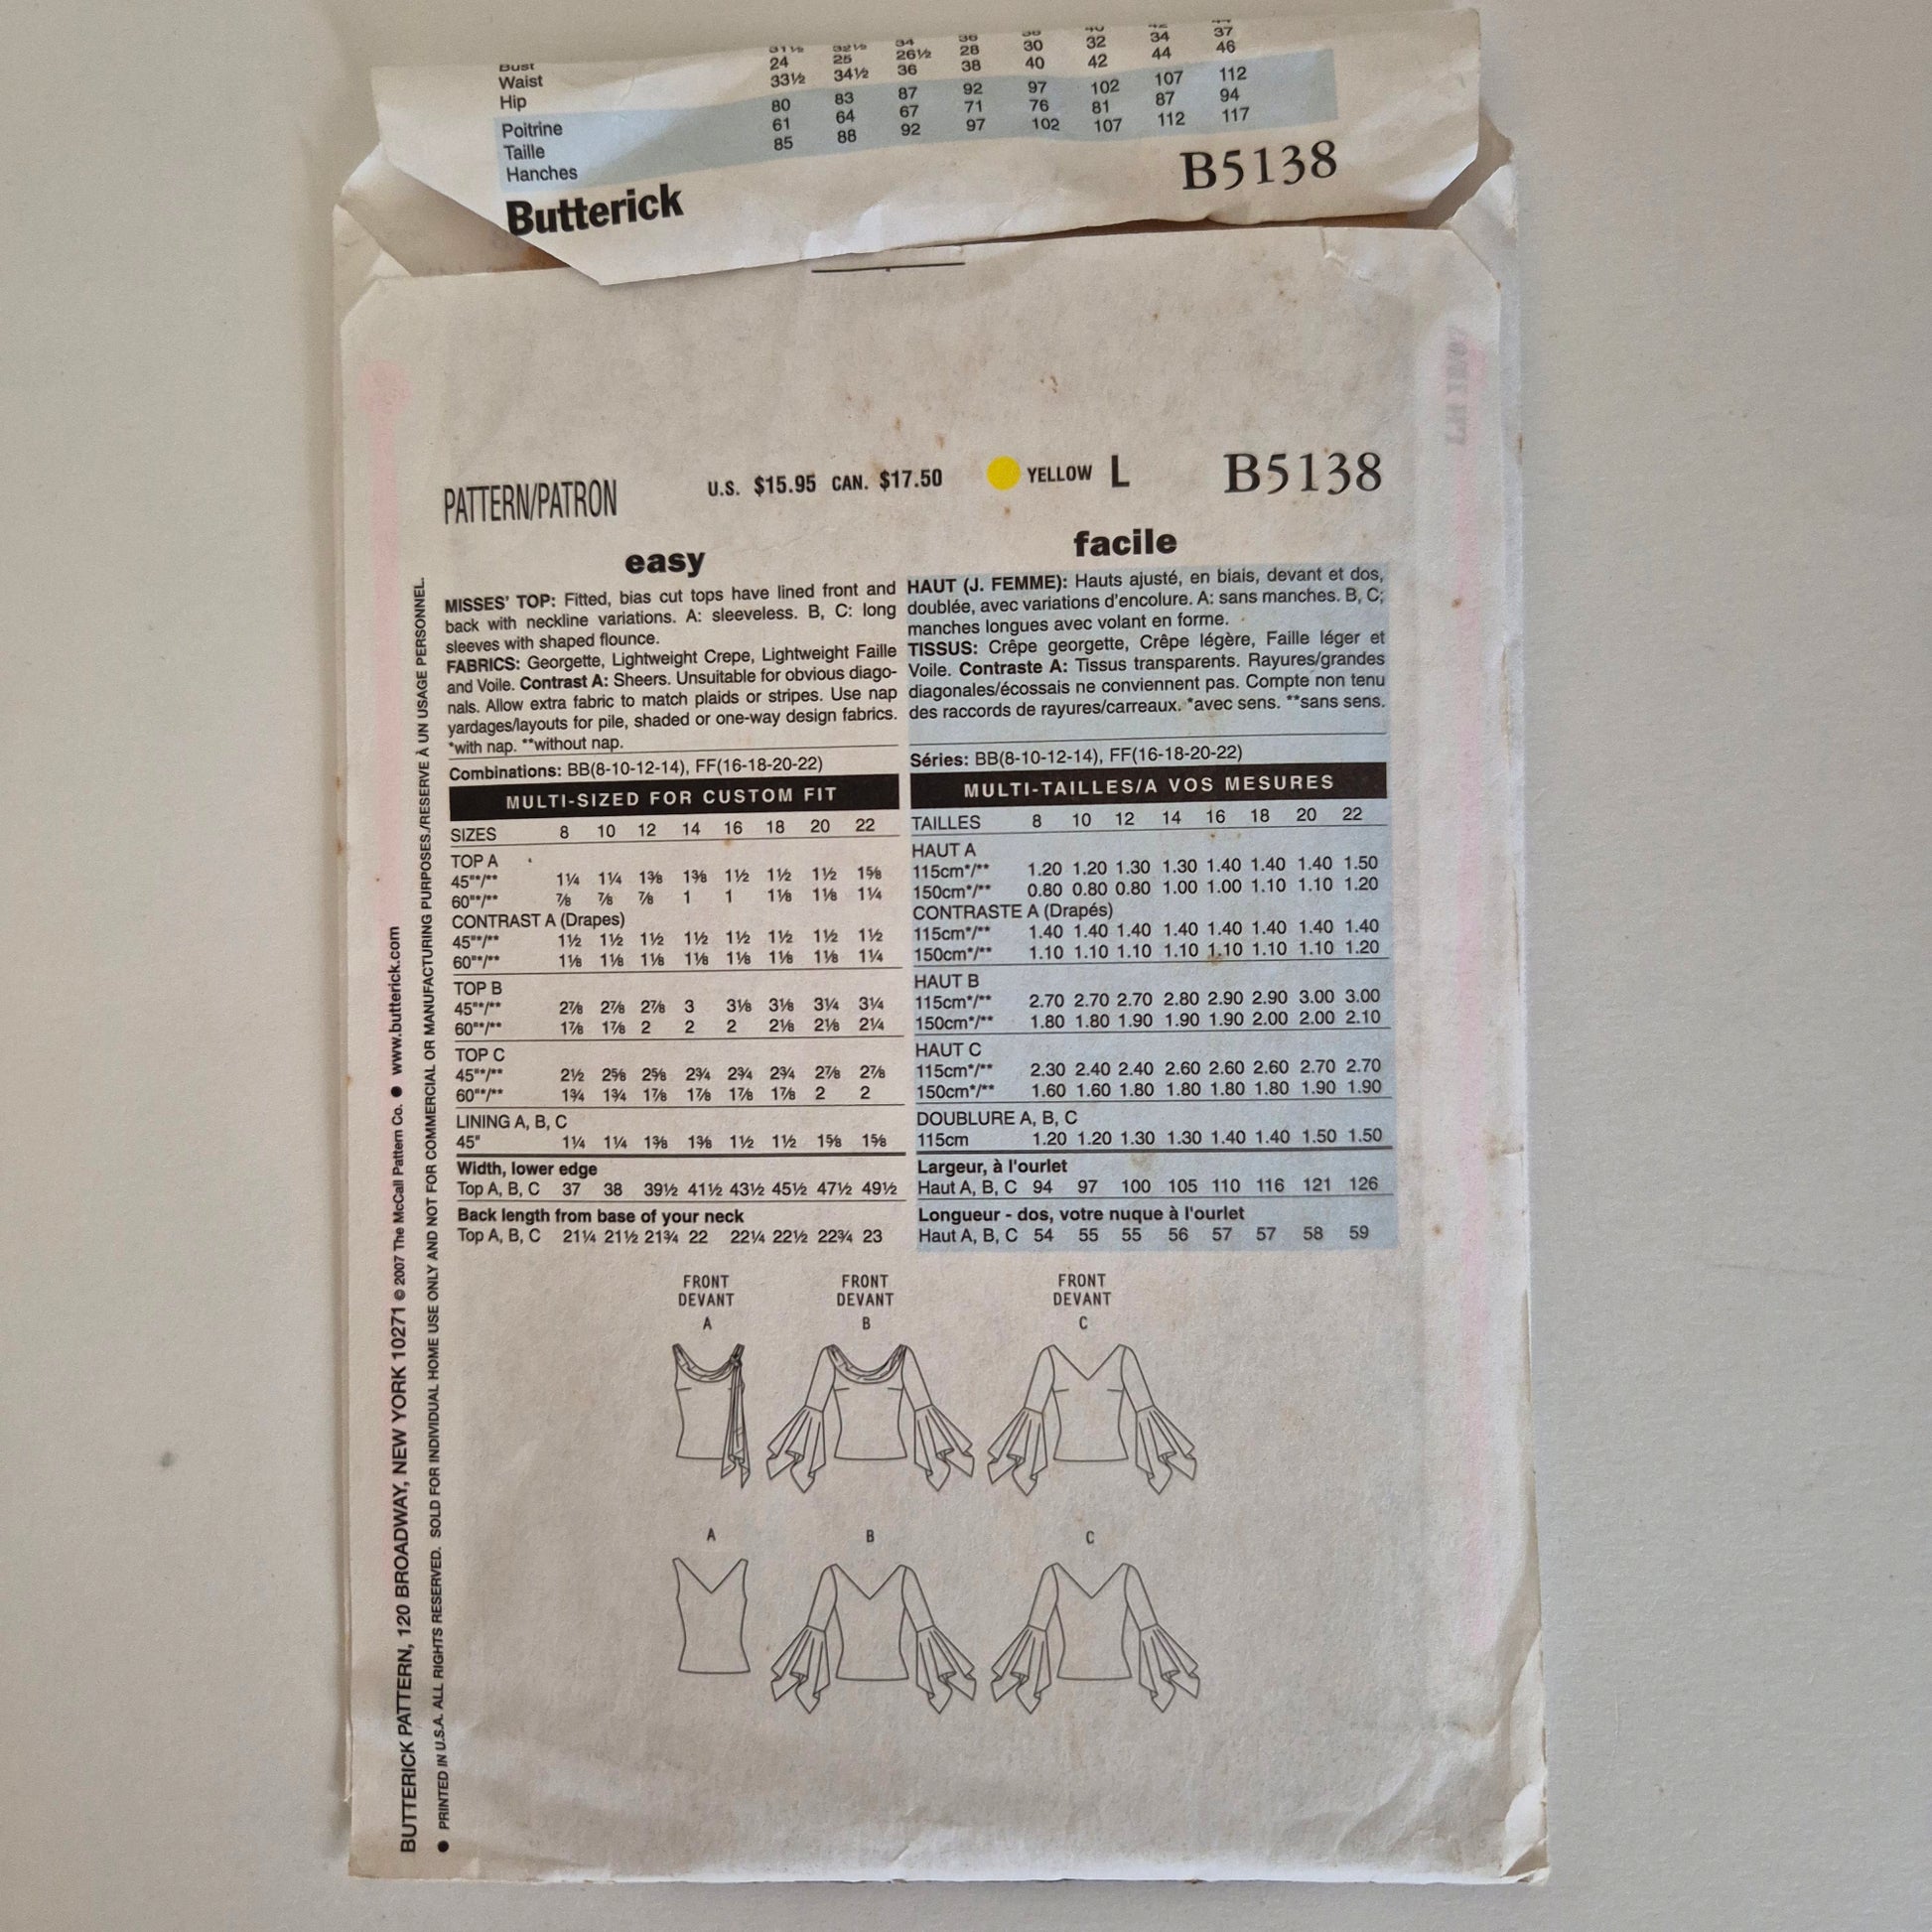 Bust 31½ 32½ 34 36 38 40 42 44
Waist 24 25 26½ 28 30 32 34 37
Hip 33½ 34½ 36 38 40 42 44 46
Poitrine 80 83 87 92 97 102 107 112
Taille 61 64 67 71 76 81 87 94
Hanches 85 88 92 97 102 107 112 117
Butterick B5138
PATTERN/PATRON U.S. $15.95 CAN. $17.50 YELLOW L B5138
easy
MISSES' TOP: Fitted, bias cut tops have lined front and
back with neckline variations. A: sleeveless. B, C: long
sleeves with shaped flounce.
FABRICS: Georgette, Lightweight Crepe, Lightweight Faille
and Voile. Contrast A: Sheers. Unsuitable for obvious diago-
nals. Allow extra fabric to match plaids or stripes. Use nap
yardages/layouts for pile, shaded or one-way design fabrics.
*with nap. **without nap.
Combinations: BB(8-10-12-14), FF(16-18-20-22)
MULTI-SIZED FOR CUSTOM FIT
SIZES 8 10 12 14 16 18 20 22
TOP A
45"*/** 1¼ 1¼ 1⅜ 1⅜ 1½ 1½ 1½ 1⅝
60"*/** ⅞ ⅞ ⅞ 1 1 1⅛ 1⅛ 1¼
CONTRAST A (Drapes)
45"*/** 1½ 1½ 1½ 1½ 1½ 1½ 1½ 1½
60"*/** 1⅛ 1⅛ 1⅛ 1⅛ 1⅛ 1⅛ 1⅛ 1¼
TOP B
45"*/** 2⅞ 2⅞ 2⅞ 3 3⅛ 3⅛ 3¼ 3¼
60"*/** 1⅞ 1⅞ 2 2 2 2⅛ 2⅛ 2¼
TOP C
45"*/** 2½ 2⅝ 2⅝ 2¾ 2¾ 2¾ 2⅞ 2⅞
60"*/** 1¾ 1¾ 1⅞ 1⅞ 1⅞ 1⅞ 2 2
LINING A, B, C
45" 1¼ 1¼ 1⅜ 1⅜ 1½ 1½ 1⅝ 1⅝
Width, lower edge
Top A, B, C 37 38 39½ 41½ 43½ 45½ 47½ 49½
Back length from base of your neck
Top A, B, C 21¼ 21½ 21¾ 22 22¼ 22½ 22¾ 23
facile
HAUT (J. FEMME): Hauts ajusté, en biais, devant et dos,
doublée, avec variations d'encolure. A: sans manches. B, C;
manches longues avec volant en forme.
TISSUS: Crêpe georgette, Crêpe légère, Faille léger et
Voile. Contraste A: Tissus transparents. Rayures/grandes
diagonales/écossais ne conviennent pas. Compte non tenu
des raccords de rayures/carreaux. *avec sens. **sans sens.
Séries: BB(8-10-12-14), FF(16-18-20-22)
MULTI-TAILLES/A VOS MESURES
TAILLES 8 10 12 14 16 18 20 22
HAUT A
115cm*/** 1.20 1.20 1.30 1.30 1.40 1.40 1.40 1.50
150cm*/** 0.80 0.80 0.80 1.00 1.00 1.10 1.10 1.20
CONTRASTE A (Drapés)
115cm*/** 1.40 1.40 1.40 1.40 1.40 1.40 1.40 1.40
150cm*/** 1.10 1.10 1.10 1.10 1.10 1.10 1.10 1.20
HAUT B
115cm*/** 2.70 2.70 2.70 2.80 2.90 2.90 3.00 3.00
150cm*/** 1.80 1.80 1.90 1.90 1.90 2.00 2.00 2.10
HAUT C
115cm*/** 2.30 2.40 2.40 2.60 2.60 2.60 2.70 2.70
150cm*/** 1.60 1.60 1.80 1.80 1.80 1.80 1.90 1.90
DOUBLURE A, B, C
115cm 1.20 1.20 1.30 1.30 1.40 1.40 1.50 1.50
Largeur, à l'ourlet
Haut A, B, C 94 97 100 105 110 116 121 126
Longueur - dos, votre nuque à l'ourlet
Haut A, B, C 54 55 55 56 57 57 58 59
FRONT FRONT FRONT
DEVANT DEVANT DEVANT
A B C
A B C
BUTTERICK PATTERN, 120 BROADWAY, NEW YORK 10271 © 2007 The McCall Pattern Co. ● www.butterick.com
● PRINTED IN U.S.A. ALL RIGHTS RESERVED. SOLD FOR INDIVIDUAL HOME USE ONLY AND NOT FOR COMMERCIAL OR MANUFACTURING PURPOSES./RESERVE À UN USAGE PERSONNEL.